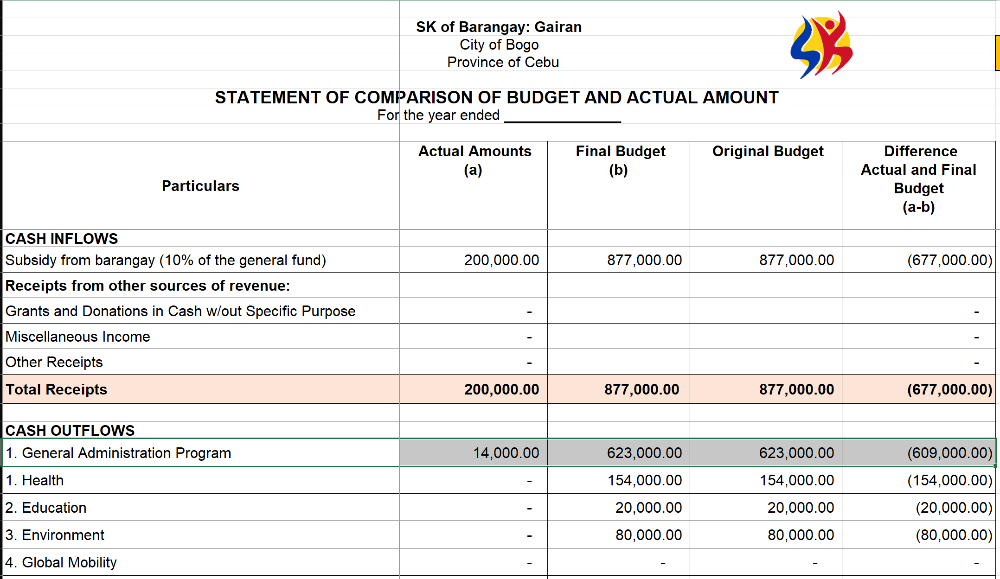 SK of Barangay: Gairan
City of Bogo
Province of Cebu
STATEMENT OF COMPARISON OF BUDGET AND ACTUAL AMOUNT
For the year ended _______________
Particulars
Actual Amounts
(a)
Final Budget
(b)
Original Budget
Difference
Actual and Final
Budget
(a-b)
CASH INFLOWS
Subsidy from barangay (10% of the general fund) 200,000.00 877,000.00 877,000.00 (677,000.00)
Receipts from other sources of revenue:
Grants and Donations in Cash w/out Specific Purpose - -
Miscellaneous Income - -
Other Receipts - -
Total Receipts 200,000.00 877,000.00 877,000.00 (677,000.00)
CASH OUTFLOWS
1. General Administration Program 14,000.00 623,000.00 623,000.00 (609,000.00)
1. Health - 154,000.00 154,000.00 (154,000.00)
2. Education - 20,000.00 20,000.00 (20,000.00)
3. Environment - 80,000.00 80,000.00 (80,000.00)
4. Global Mobility - - - -